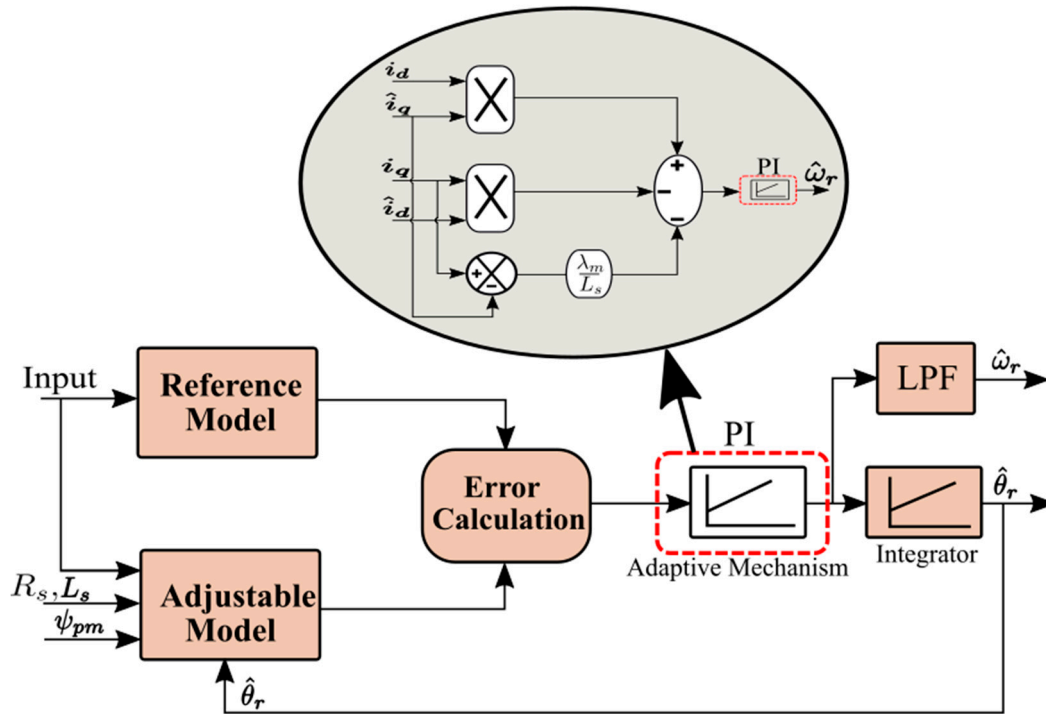 i_d
î_q
i_q
î_d
+
−
−
PI
ω̂_r
+
−
λ_m
L_s
Input
Reference
Model
LPF
ω̂_r
PI
Error
Calculation
θ̂_r
Adaptive Mechanism
Integrator
R_s, L_s
ψ_pm
Adjustable
Model
θ̂_r